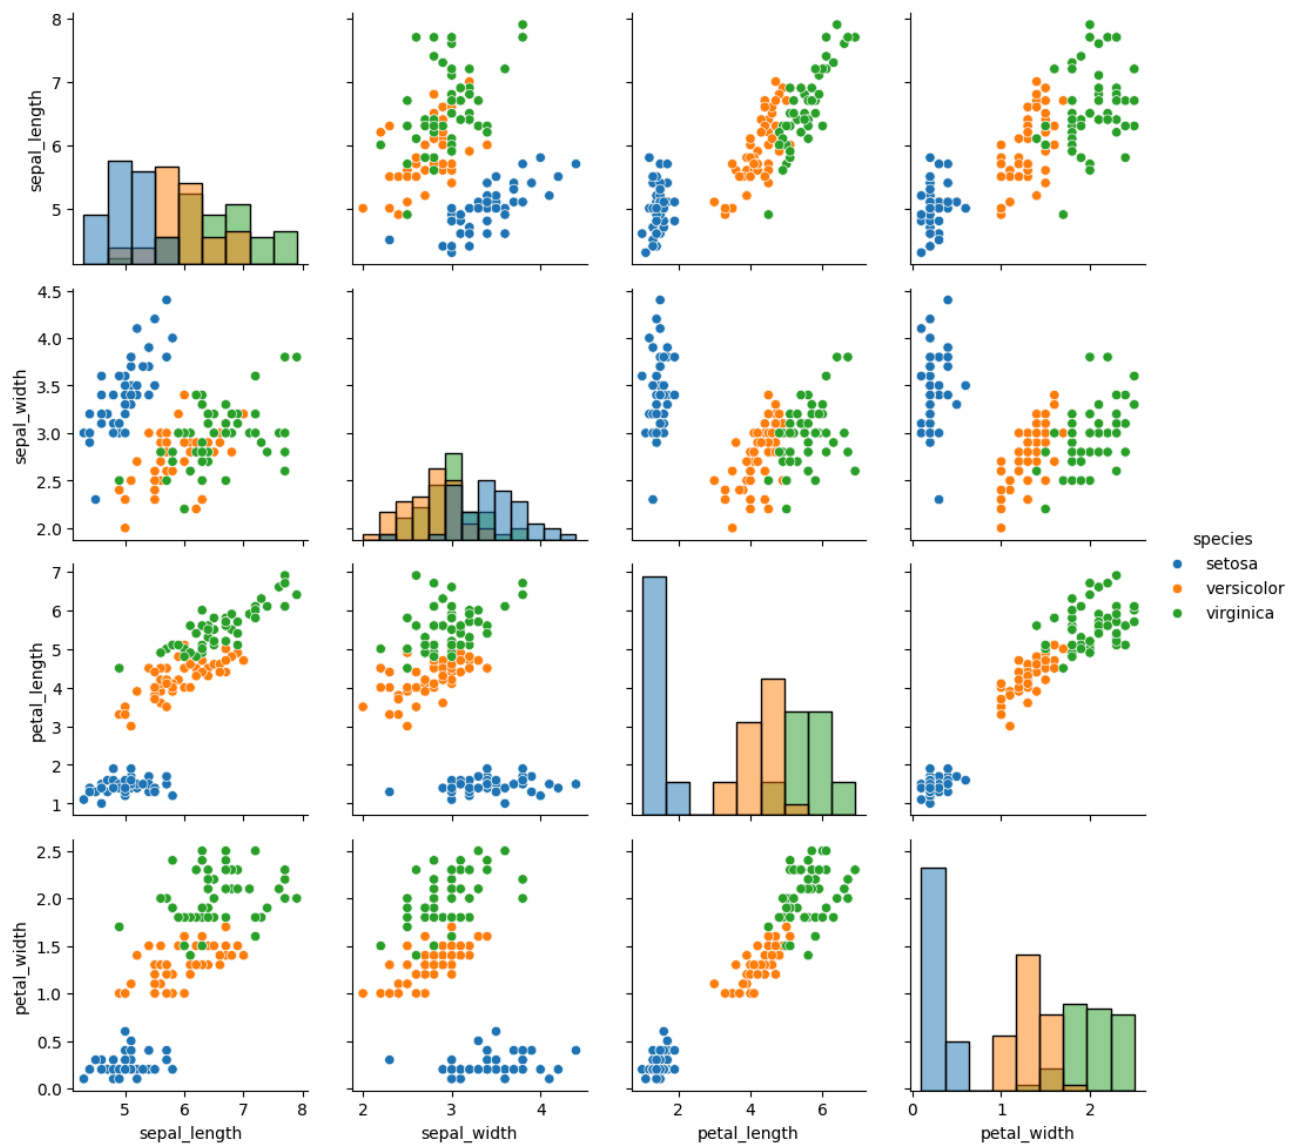 8
7
6
5
sepal_length
4.5
4.0
3.5
3.0
2.5
2.0
sepal_width
species
setosa
versicolor
virginica
7
6
5
4
3
2
1
petal_length
2.5
2.0
1.5
1.0
0.5
0.0
petal_width
5 6 7 8
sepal_length
2 3 4
sepal_width
2 4 6
petal_length
0 1 2
petal_width